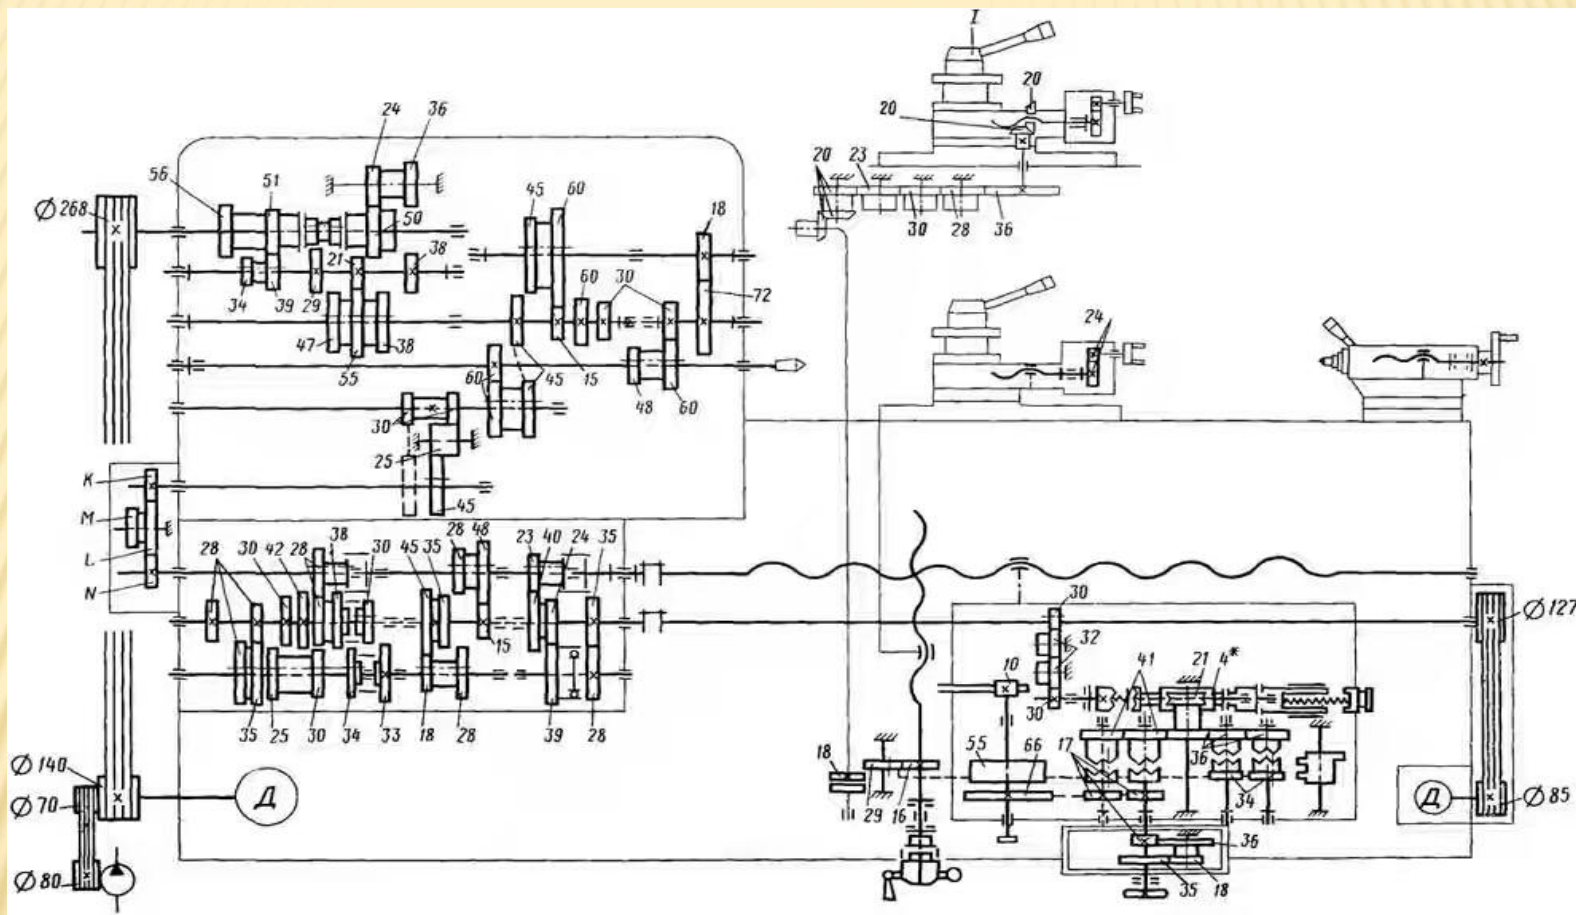 I
20
20
24 36
56 51
Ø268
50
45 60
18
20 23
30 28 36
21 38
34 39 29
60 30
72
47 55 38
24
60 45 15
48 60
30
25
45
K
M
L
N
28 30 42 28 38 30 45 35 28 48 23 40 24 35
15
35 25 30 34 33 18 28 39 28
30
Ø127
32
10 41 21 4*
30
Ø140
Ø70
Д
Ø80
18
29 16
55 66 17
36
34
Д
Ø85
36
35 18